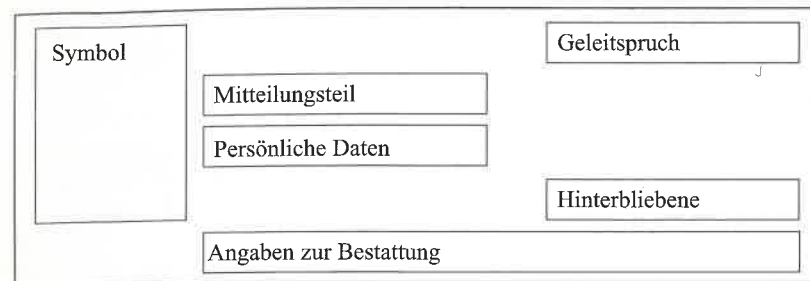 Symbol
Geleitspruch
Mitteilungsteil
Persönliche Daten
Hinterbliebene
Angaben zur Bestattung